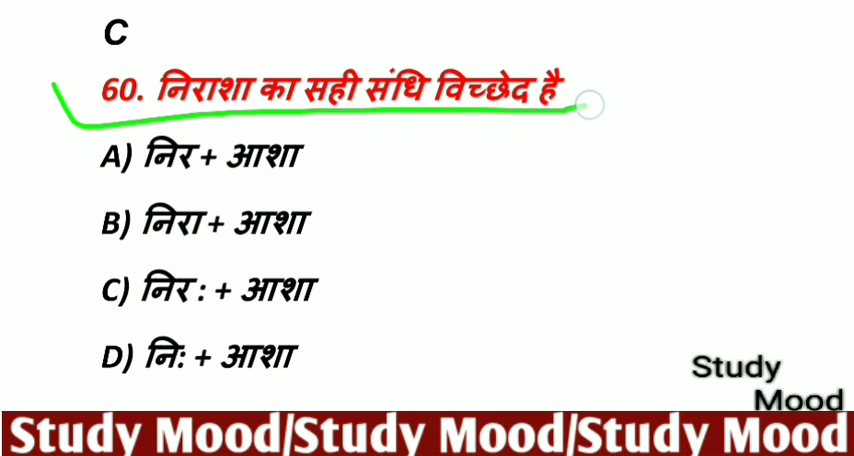 C
60. निराशा का सही संधि विच्छेद है
A) निर + आशा
B) निरा + आशा
C) निर : + आशा
D) नि: + आशा
Study
Mood
Study Mood/Study Mood/Study Mood